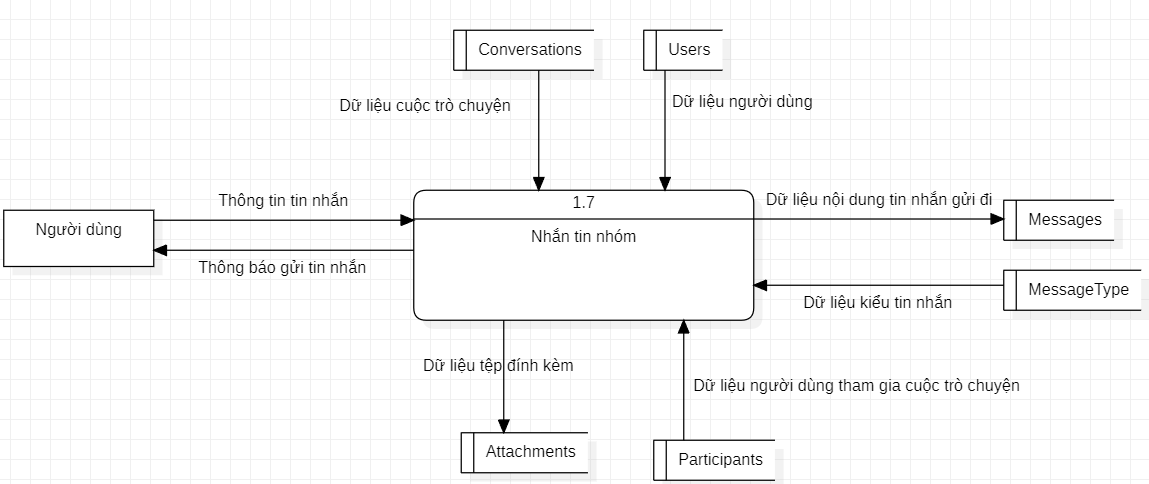 Conversations
Users
Dữ liệu cuộc trò chuyện
Dữ liệu người dùng
Thông tin tin nhắn
1.7
Dữ liệu nội dung tin nhắn gửi đi
Người dùng
Nhắn tin nhóm
Messages
Thông báo gửi tin nhắn
MessageType
Dữ liệu kiểu tin nhắn
Dữ liệu tệp đính kèm
Dữ liệu người dùng tham gia cuộc trò chuyện
Attachments
Participants